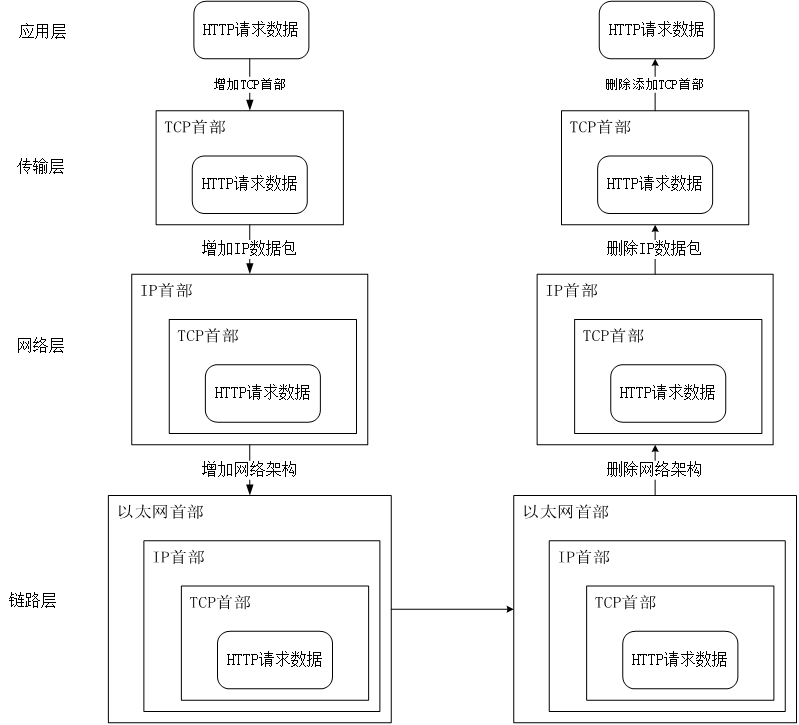 应用层
HTTP请求数据
HTTP请求数据
增加TCP首部
删除添加TCP首部
TCP首部
TCP首部
传输层
HTTP请求数据
HTTP请求数据
增加IP数据包
删除IP数据包
IP首部
IP首部
网络层
TCP首部
TCP首部
HTTP请求数据
HTTP请求数据
增加网络架构
删除网络架构
以太网首部
以太网首部
IP首部
IP首部
链路层
TCP首部
TCP首部
HTTP请求数据
HTTP请求数据